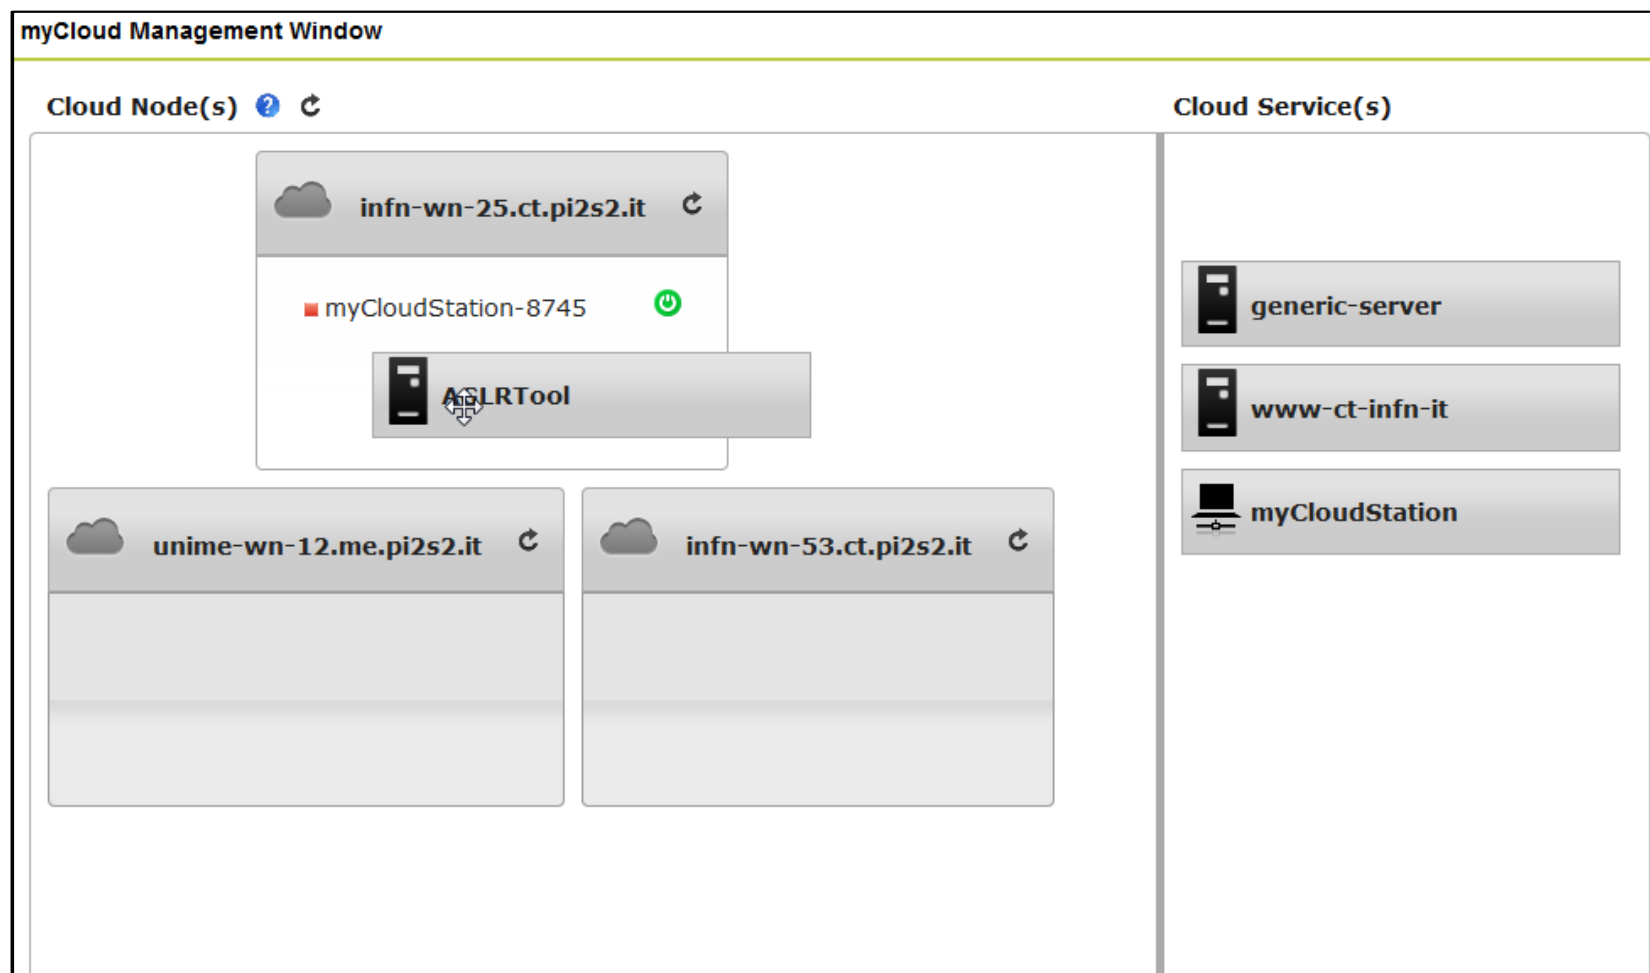 myCloud Management Window
Cloud Node(s) ?
Cloud Service(s)
infn-wn-25.ct.pi2s2.it
myCloudStation-8745
ASLRTool
unime-wn-12.me.pi2s2.it
infn-wn-53.ct.pi2s2.it
generic-server
www-ct-infn-it
myCloudStation